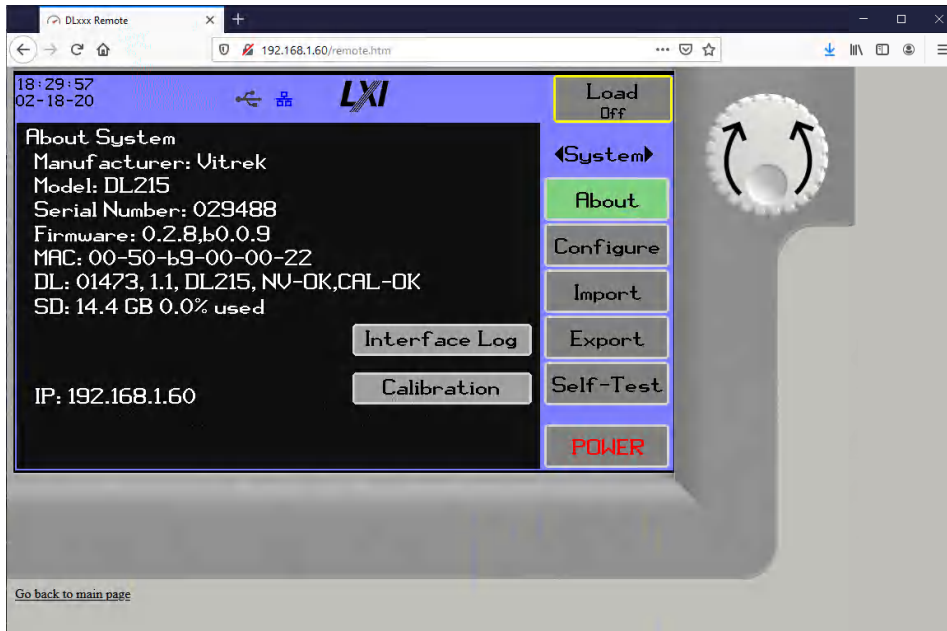 DLxxx Remote
192.168.1.60/remote.htm
18:29:57
02-18-20
LXI
Load
Off
About System
Manufacturer: Vitrek
Model: DL215
Serial Number: 029488
Firmware: 0.2.8,b0.0.9
MAC: 00-50-b9-00-00-22
DL: 01473, 1.1, DL215, NV-OK,CAL-OK
SD: 14.4 GB 0.0% used
IP: 192.168.1.60
Interface Log
Calibration
System
About
Configure
Import
Export
Self-Test
POWER
Go back to main page